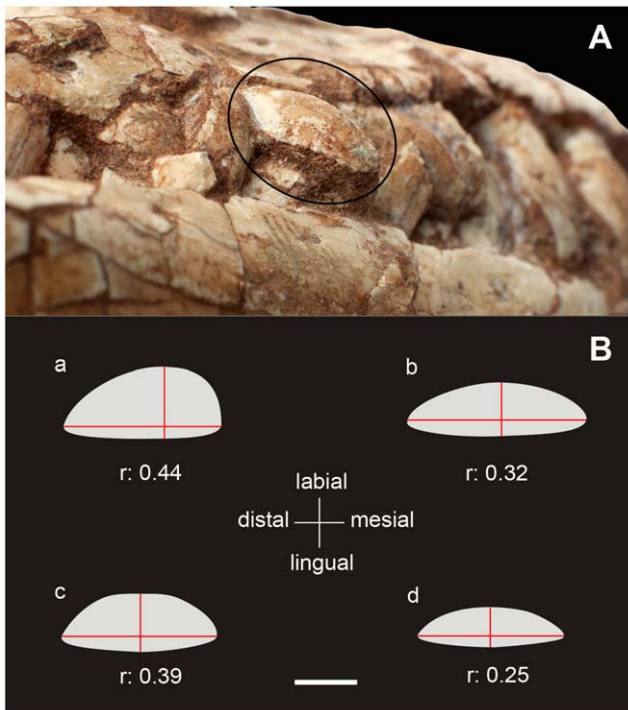 A
B
a
b
r: 0.44
r: 0.32
labial
distal
mesial
lingual
c
d
r: 0.39
r: 0.25